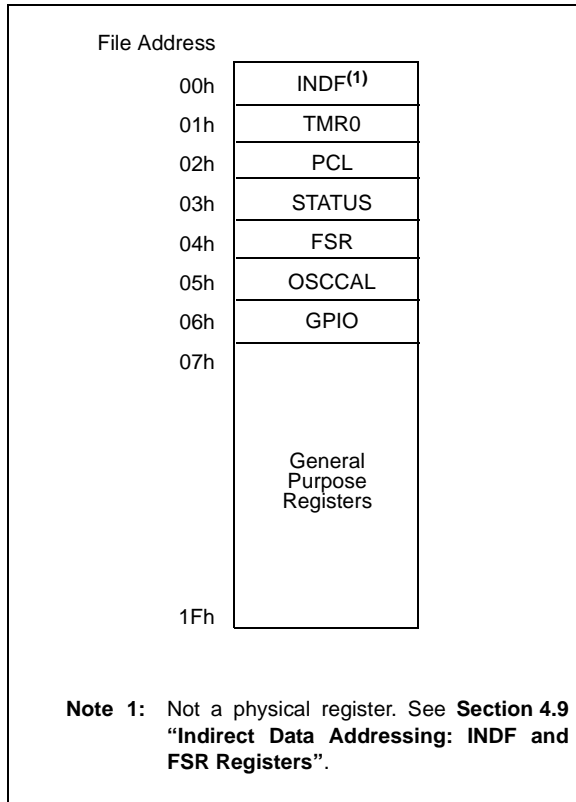 File Address
00h INDF(1)
01h TMR0
02h PCL
03h STATUS
04h FSR
05h OSCCAL
06h GPIO
07h
General
Purpose
Registers
1Fh
Note 1: Not a physical register. See Section 4.9
“Indirect Data Addressing: INDF and
FSR Registers”.